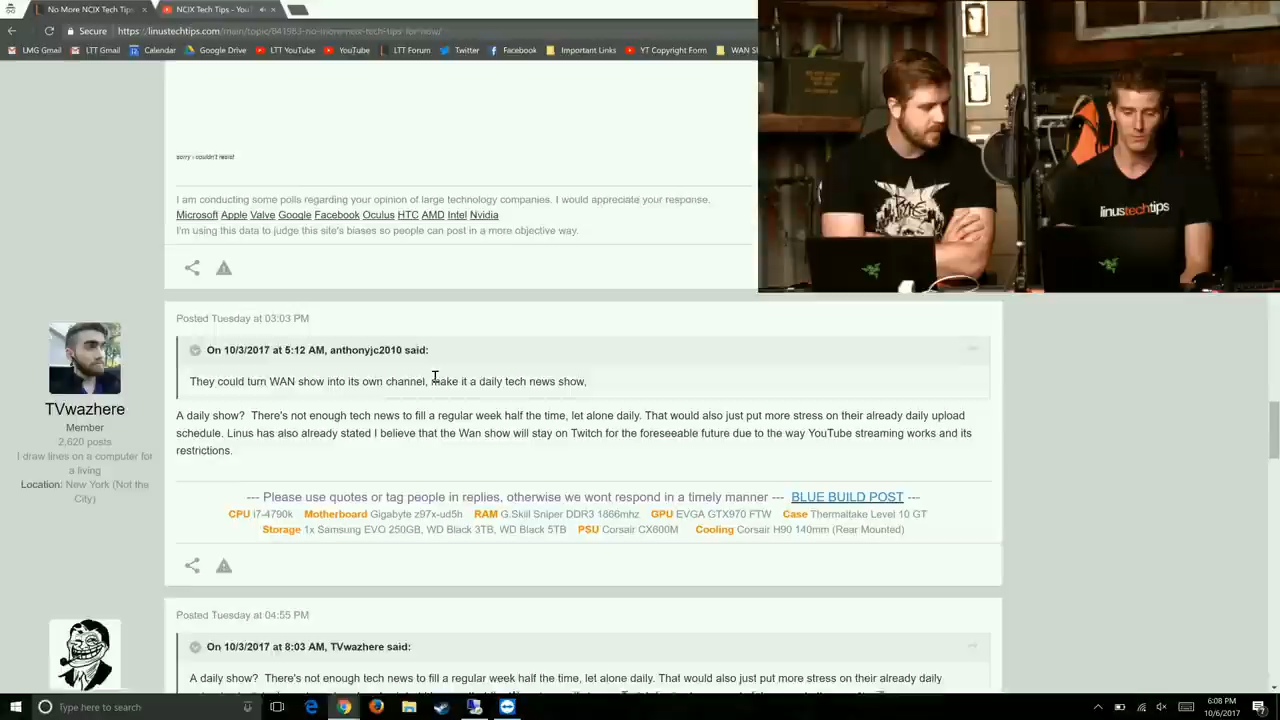 No More NCIX Tech Tips
NCIX Tech Tips - You
Secure
https://linustechtips.com/main/topic/841983-no-more-ncix-tech-tips-for-now/
LMG Gmail
LTT Gmail
Calendar
Google Drive
LTT YouTube
YouTube
LTT Forum
Twitter
Facebook
Important Links
YT Copyright Form
WAN S
sorry i couldn't resist
I am conducting some polls regarding your opinion of large technology companies. I would appreciate your response.
Microsoft Apple Valve Google Facebook Oculus HTC AMD Intel Nvidia
I'm using this data to judge this site's biases so people can post in a more objective way.
linustechtips
Posted Tuesday at 03:03 PM
On 10/3/2017 at 5:12 AM, anthonyjc2010 said:
They could turn WAN show into its own channel, make it a daily tech news show,
TVwazhere
Member
2,620 posts
I draw lines on a computer for
a living
Location: New York (Not the
City)
A daily show? There's not enough tech news to fill a regular week half the time, let alone daily. That would also just put more stress on their already daily upload
schedule. Linus has also already stated I believe that the Wan show will stay on Twitch for the foreseeable future due to the way YouTube streaming works and its
restrictions.
--- Please use quotes or tag people in replies, otherwise we wont respond in a timely manner --- BLUE BUILD POST ---
CPU i7-4790k Motherboard Gigabyte z97x-ud5h RAM G.Skill Sniper DDR3 1866mhz GPU EVGA GTX970 FTW Case Thermaltake Level 10 GT
Storage 1x Samsung EVO 250GB, WD Black 3TB, WD Black 5TB PSU Corsair CX600M Cooling Corsair H90 140mm (Rear Mounted)
Posted Tuesday at 04:55 PM
On 10/3/2017 at 8:03 AM, TVwazhere said:
A daily show? There's not enough tech news to fill a regular week half the time, let alone daily. That would also just put more stress on their already daily upload
Type here to search
6:08 PM
10/6/2017